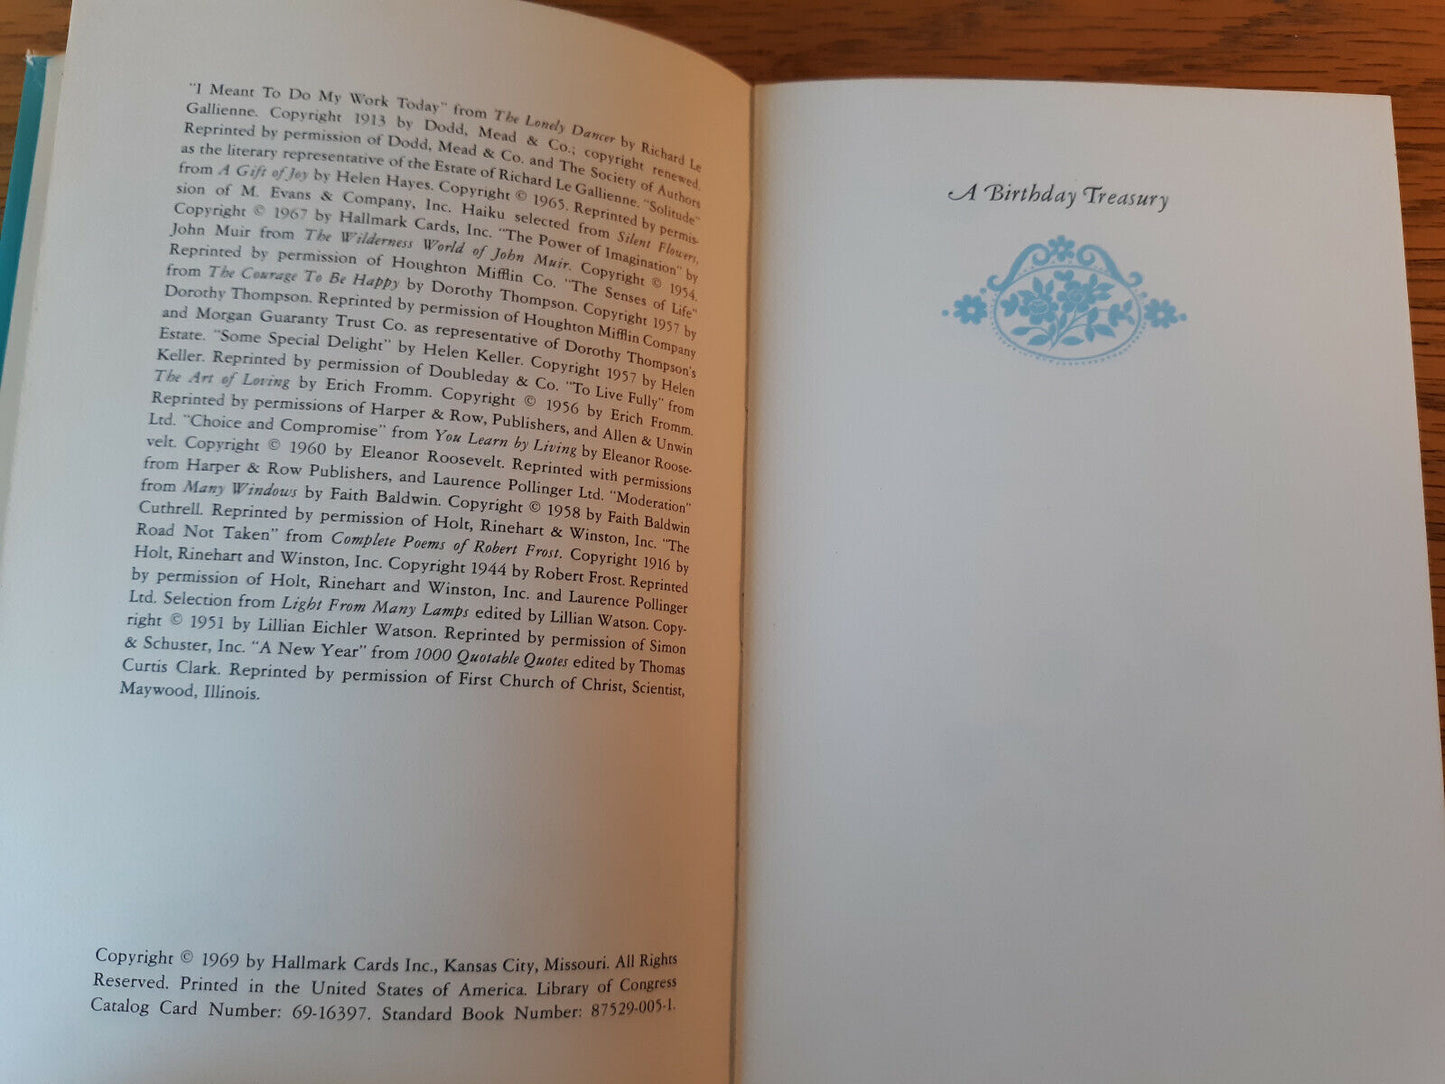 "I Meant To Do My Work Today" from The Lonely Dancer by Richard Le
Gallienne. Copyright 1913 by Dodd, Mead & Co.; copyright renewed.
Reprinted by permission of Dodd, Mead & Co. and The Society of Authors
as the literary representative of the Estate of Richard Le Gallienne. "Solitude"
from A Gift of Joy by Helen Hayes. Copyright © 1965. Reprinted by permis-
sion of M. Evans & Company, Inc. Haiku selected from Silent Flowers,
Copyright © 1967 by Hallmark Cards, Inc. "The Power of Imagination" by
John Muir from The Wilderness World of John Muir. Copyright © 1954.
Reprinted by permission of Houghton Mifflin Co. "The Senses of Life"
from The Courage To Be Happy by Dorothy Thompson. Copyright 1957 by
Dorothy Thompson. Reprinted by permission of Houghton Mifflin Company
and Morgan Guaranty Trust Co. as representative of Dorothy Thompson's
Estate. "Some Special Delight" by Helen Keller. Copyright 1957 by Helen
Keller. Reprinted by permission of Doubleday & Co. "To Live Fully" from
The Art of Loving by Erich Fromm. Copyright © 1956 by Erich Fromm.
Reprinted by permissions of Harper & Row, Publishers, and Allen & Unwin
Ltd. "Choice and Compromise" from You Learn by Living by Eleanor Roose-
velt. Copyright © 1960 by Eleanor Roosevelt. Reprinted with permissions
from Harper & Row Publishers, and Laurence Pollinger Ltd. "Moderation"
from Many Windows by Faith Baldwin. Copyright © 1958 by Faith Baldwin
Cuthrell. Reprinted by permission of Holt, Rinehart & Winston, Inc. "The
Road Not Taken" from Complete Poems of Robert Frost. Copyright 1916 by
Holt, Rinehart and Winston, Inc. Copyright 1944 by Robert Frost. Reprinted
by permission of Holt, Rinehart and Winston, Inc. and Laurence Pollinger
Ltd. Selection from Light From Many Lamps edited by Lillian Watson. Copy-
right © 1951 by Lillian Eichler Watson. Reprinted by permission of Simon
& Schuster, Inc. "A New Year" from 1000 Quotable Quotes edited by Thomas
Curtis Clark. Reprinted by permission of First Church of Christ, Scientist,
Maywood, Illinois.
Copyright © 1969 by Hallmark Cards Inc., Kansas City, Missouri. All Rights
Reserved. Printed in the United States of America. Library of Congress
Catalog Card Number: 69-16397. Standard Book Number: 87529-005-1.
A Birthday Treasury